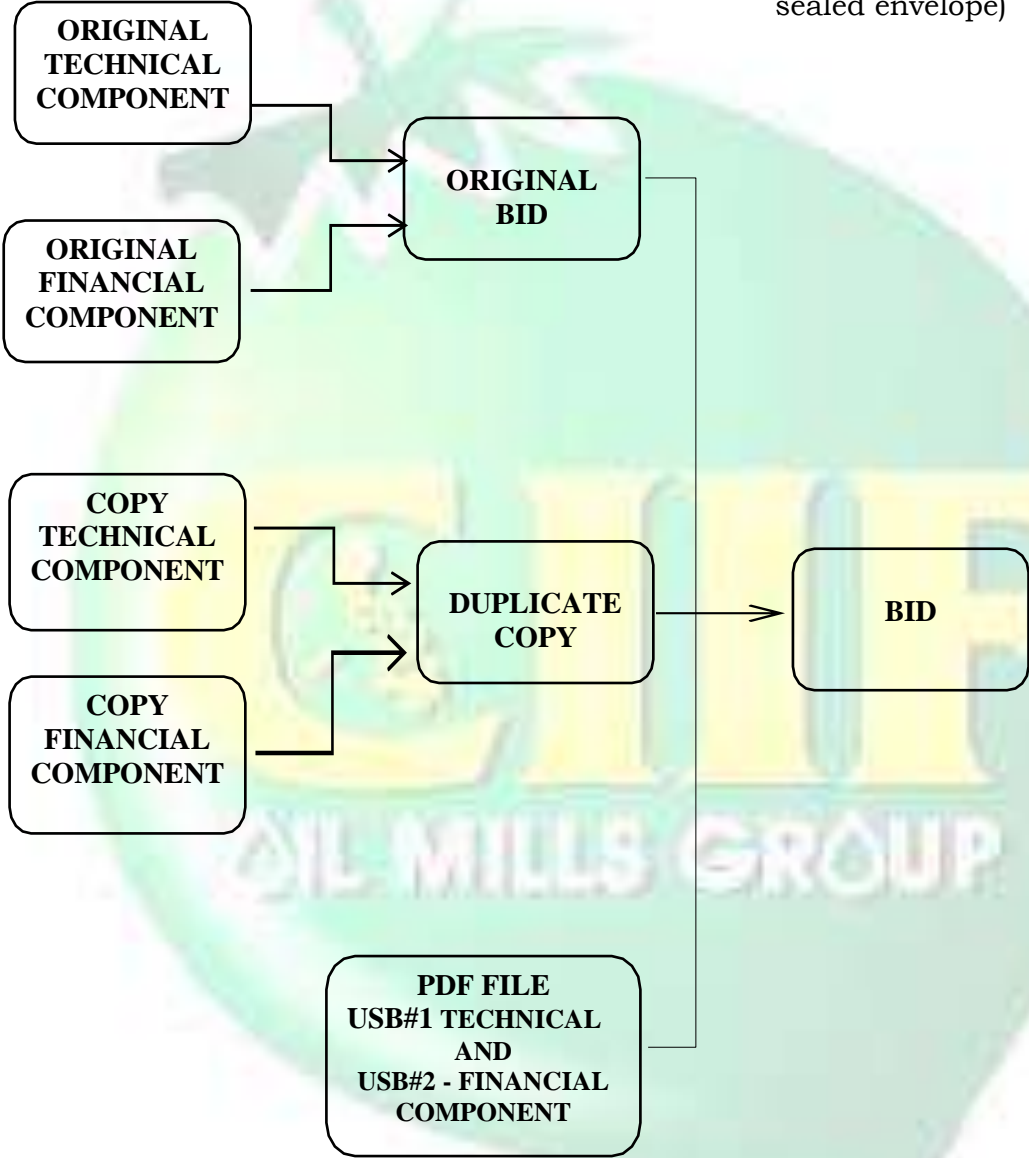 sealed envelope)
ORIGINAL
TECHNICAL
COMPONENT
ORIGINAL
BID
ORIGINAL
FINANCIAL
COMPONENT
COPY
TECHNICAL
COMPONENT
DUPLICATE
COPY
BID
COPY
FINANCIAL
COMPONENT
CIIF
OIL MILLS GROUP
PDF FILE
USB#1 TECHNICAL
AND
USB#2 - FINANCIAL
COMPONENT